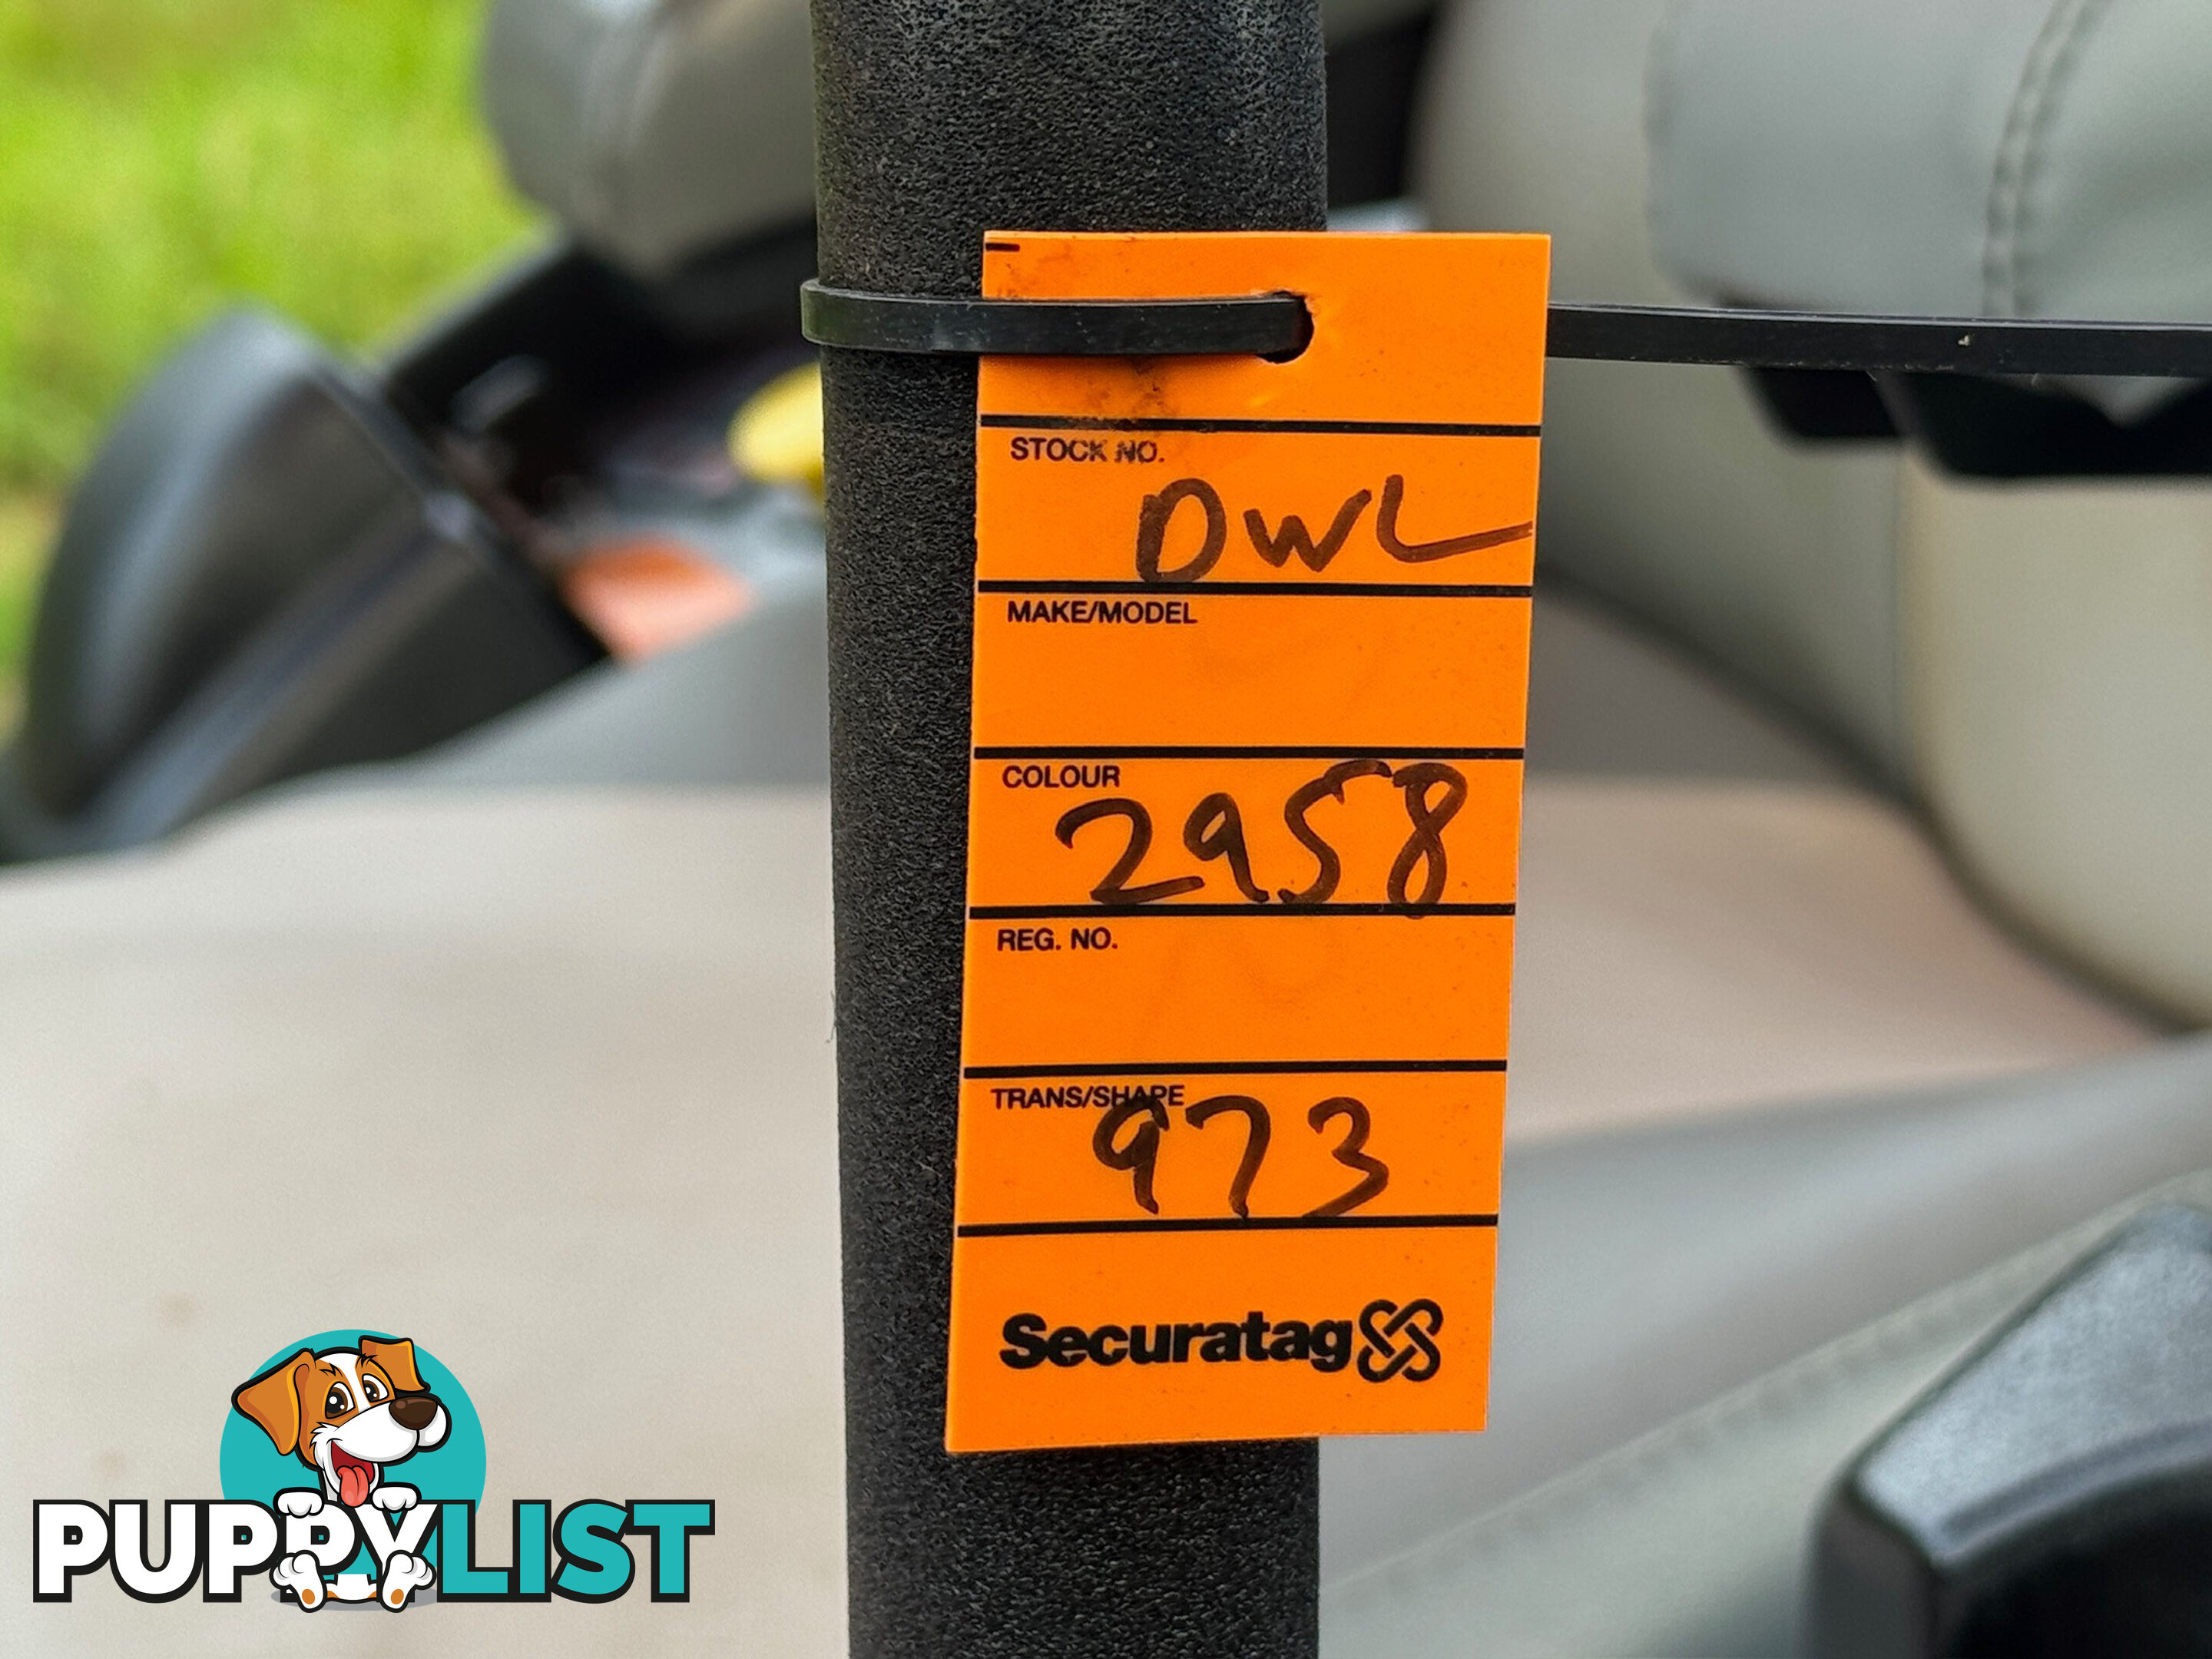 STOCK NO.
DWL
MAKE/MODEL
COLOUR
2958
REG. NO.
TRANS/SHAPE
973
Securatag
PUPPYLIST